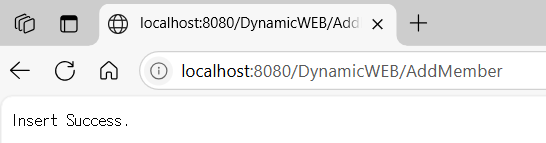 localhost:8080/DynamicWEB/Add
localhost:8080/DynamicWEB/AddMember
Insert Success.